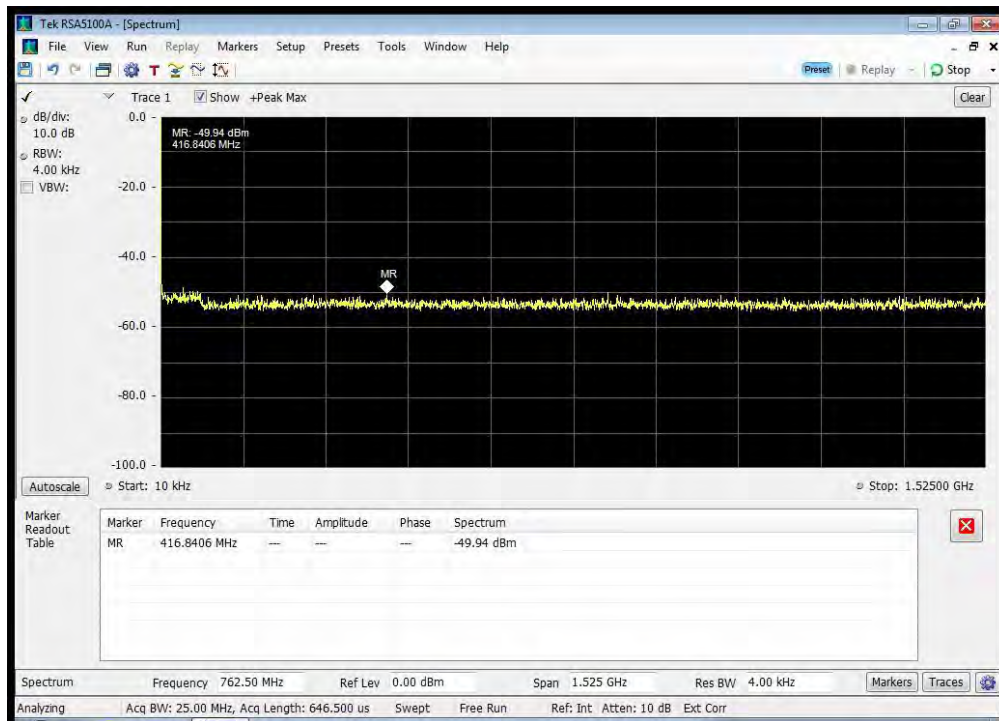 Tek RSA5100A - [Spectrum]
File View Run Replay Markers Setup Presets Tools Window Help
T
Preset Replay Stop
Trace 1 Show +Peak Max Clear
dB/div:
10.0 dB
RBW:
4.00 kHz
VBW:
0.0
MR: -49.94 dBm
416.8406 MHz
-20.0
-40.0
MR
-60.0
-80.0
-100.0
Autoscale Start: 10 kHz Stop: 1.52500 GHz
Marker
Readout
Table
Marker Frequency Time Amplitude Phase Spectrum
MR 416.8406 MHz --- --- --- -49.94 dBm
Spectrum Frequency 762.50 MHz Ref Lev 0.00 dBm Span 1.525 GHz Res BW 4.00 kHz Markers Traces
Analyzing Acq BW: 25.00 MHz, Acq Length: 646.500 us Swept Free Run Ref: Int Atten: 10 dB Ext Corr